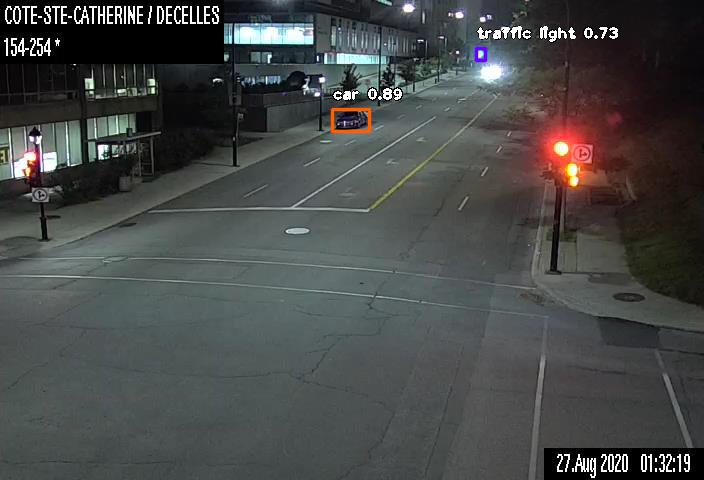 COTE-STE-CATHERINE / DECELLES
154-254 *
traffic light 0.73
car 0.89
27.Aug 2020 01:32:19